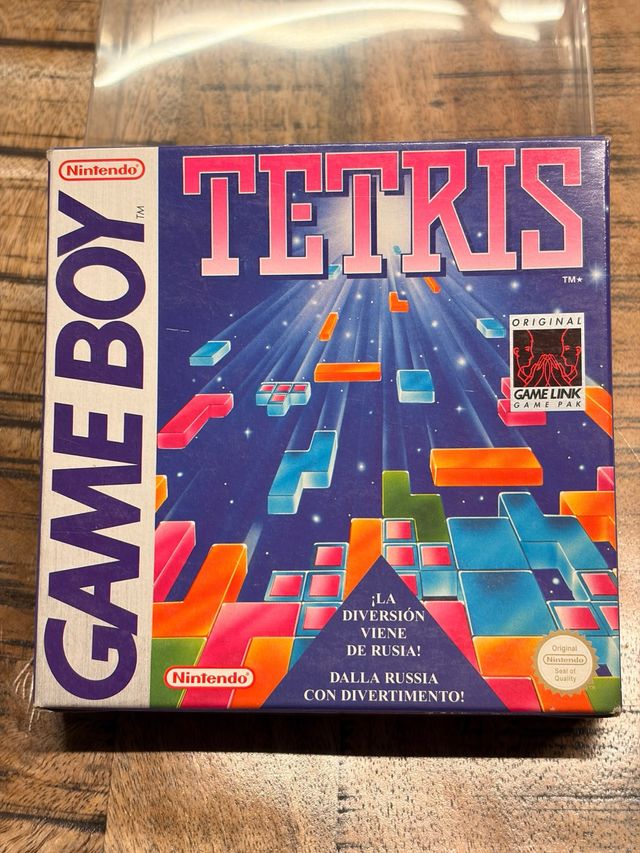 Nintendo®
GAME BOY™
TETRIS
TM★
ORIGINAL
GAME LINK
GAME PAK
¡LA
DIVERSIÓN
VIENE
DE RUSIA!
DALLA RUSSIA
CON DIVERTIMENTO!
Nintendo®
Original
Nintendo
Seal of
Quality
TM